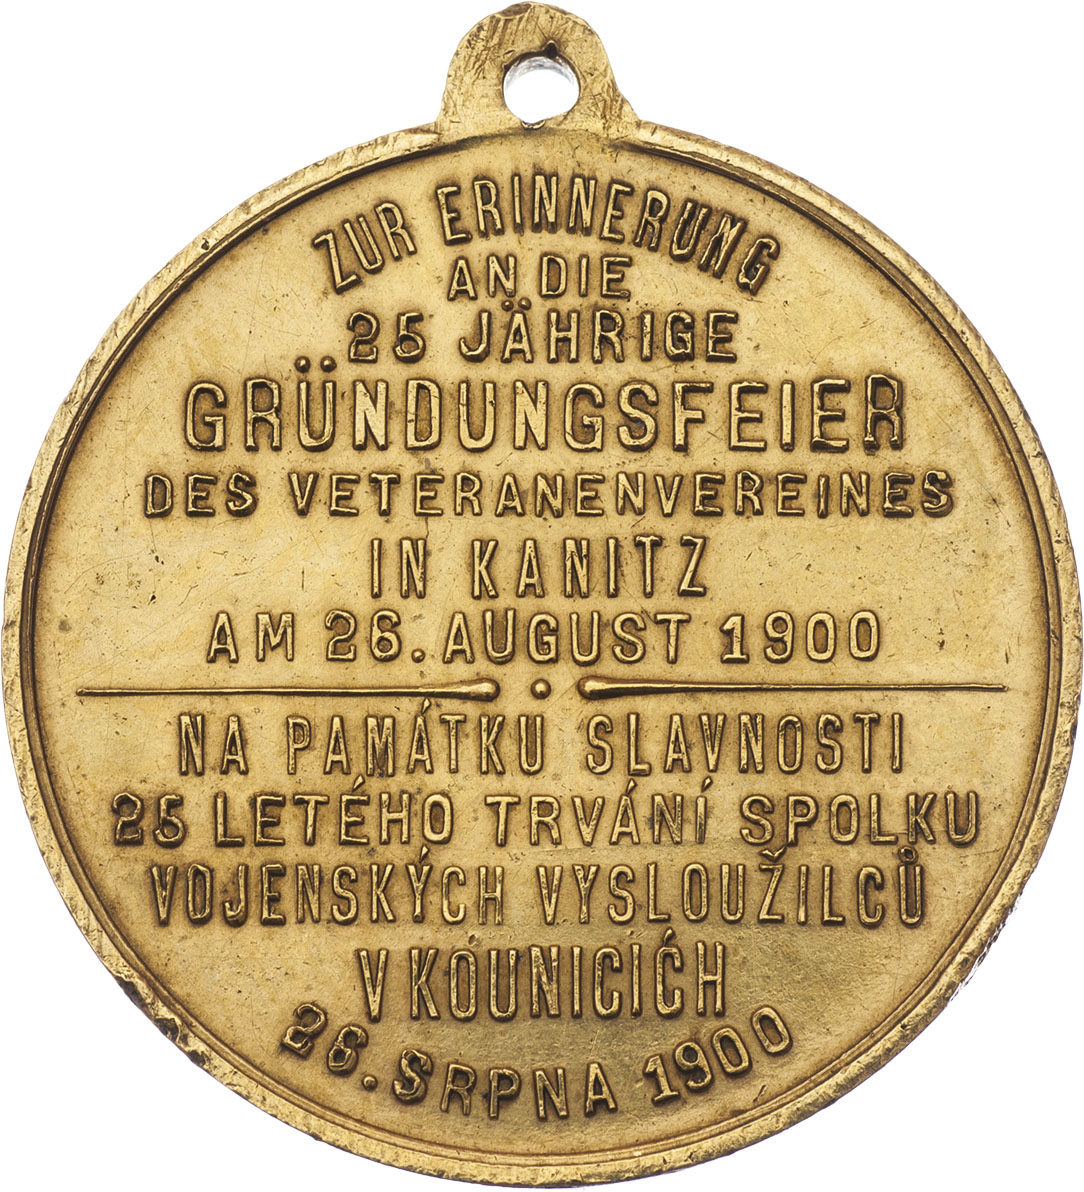 ZUR ERINNERUNG
AN DIE
25 JÄHRIGE
GRÜNDUNGSFEIER
DES VETERANENVEREINES
IN KANITZ
AM 26. AUGUST 1900
NA PAMÁTKU SLAVNOSTI
25 LETÉHO TRVÁNÍ SPOLKU
VOJENSKÝCH VYSLOUŽILCŮ
V KOUNICÍCH
26. SRPNA 1900